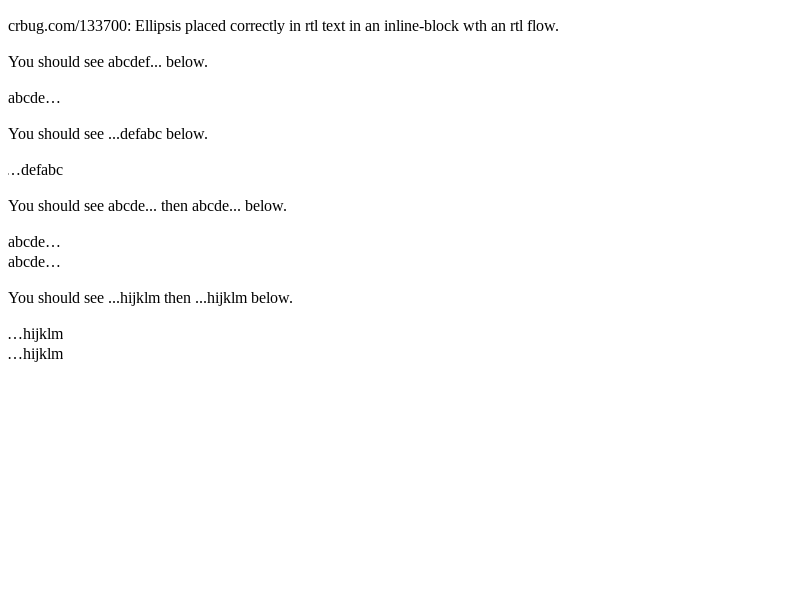 crbug.com/133700: Ellipsis placed correctly in rtl text in an inline-block wth an rtl flow.
You should see abcdef... below.
abcde…
You should see ...defabc below.
…defabc
You should see abcde... then abcde... below.
abcde…
abcde…
You should see ...hijklm then ...hijklm below.
…hijklm
…hijklm